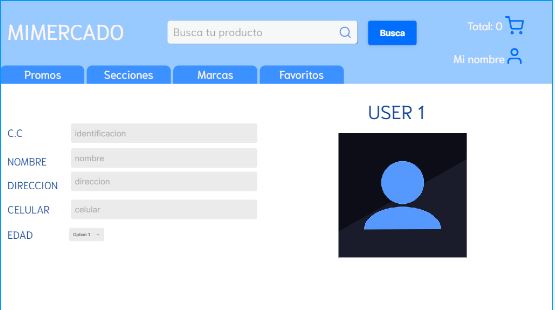 MIMERCADO
Busca tu producto
Busca
Total: 0
Mi nombre
Promos
Secciones
Marcas
Favoritos
USER 1
C.C
identificacion
NOMBRE
nombre
DIRECCION
direccion
CELULAR
celular
EDAD
Option 1